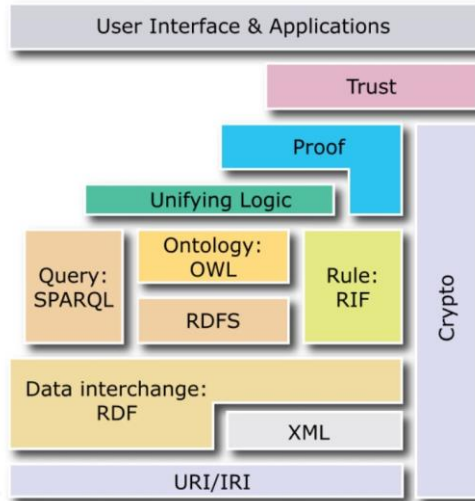 User Interface & Applications
Trust
Proof
Unifying Logic
Ontology:
OWL
Query:
SPARQL
Rule:
RIF
RDFS
Crypto
Data interchange:
RDF
XML
URI/IRI